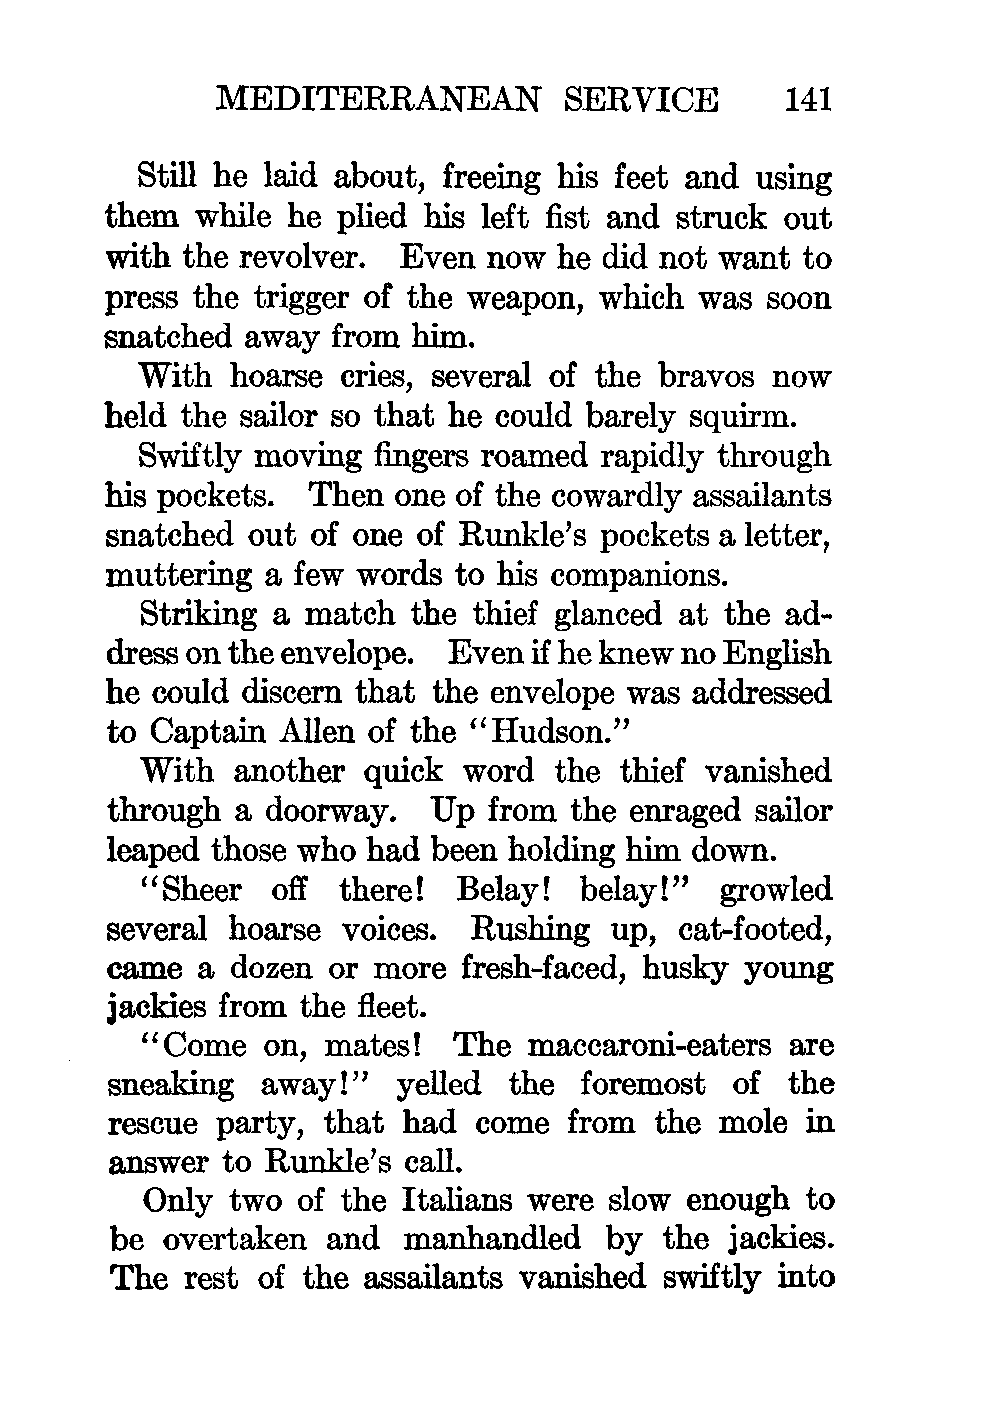 MEDITERRANEAN SERVICE 141
Still he laid about, freeing his feet and using
them while he plied his left fist and struck out
with the revolver. Even now he did not want to
press the trigger of the weapon, which was soon
snatched away from him.
With hoarse cries, several of the bravos now
held the sailor so that he could barely squirm.
Swiftly moving fingers roamed rapidly through
his pockets. Then one of the cowardly assailants
snatched out of one of Runkle's pockets a letter,
muttering a few words to his companions.
Striking a match the thief glanced at the ad-
dress on the envelope. Even if he knew no English
he could discern that the envelope was addressed
to Captain Allen of the "Hudson."
With another quick word the thief vanished
through a doorway. Up from the enraged sailor
leaped those who had been holding him down.
"Sheer off there! Belay! belay!" growled
several hoarse voices. Rushing up, cat-footed,
came a dozen or more fresh-faced, husky young
jackies from the fleet.
"Come on, mates! The maccaroni-eaters are
sneaking away!" yelled the foremost of the
rescue party, that had come from the mole in
answer to Runkle's call.
Only two of the Italians were slow enough to
be overtaken and manhandled by the jackies.
The rest of the assailants vanished swiftly into